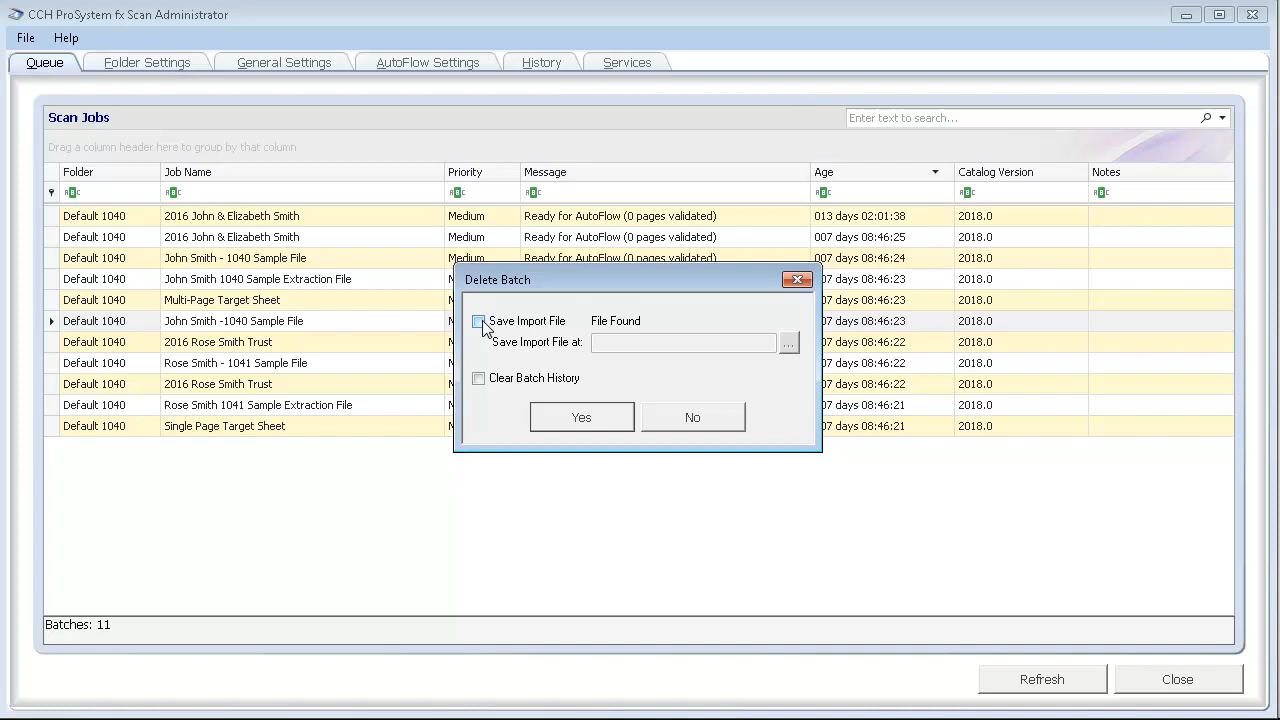 CCH ProSystem fx Scan Administrator
File Help
Queue Folder Settings General Settings AutoFlow Settings History Services
Scan Jobs Enter text to search...
Drag a column header here to group by that column
Folder Job Name Priority Message Age Catalog Version Notes
Default 1040 2016 John & Elizabeth Smith Medium Ready for AutoFlow (0 pages validated) 013 days 02:01:38 2018.0
Default 1040 2016 John & Elizabeth Smith Medium Ready for AutoFlow (0 pages validated) 007 days 08:46:25 2018.0
Default 1040 John Smith - 1040 Sample File Medium Ready for AutoFlow (0 pages validated) 007 days 08:46:24 2018.0
Default 1040 John Smith 1040 Sample Extraction File 07 days 08:46:23 2018.0
Default 1040 Multi-Page Target Sheet 07 days 08:46:23 2018.0
Default 1040 John Smith -1040 Sample File 07 days 08:46:23 2018.0
Default 1040 2016 Rose Smith Trust 07 days 08:46:22 2018.0
Default 1040 Rose Smith - 1041 Sample File 07 days 08:46:22 2018.0
Default 1040 2016 Rose Smith Trust 07 days 08:46:22 2018.0
Default 1040 Rose Smith 1041 Sample Extraction File 07 days 08:46:21 2018.0
Default 1040 Single Page Target Sheet 07 days 08:46:21 2018.0
Delete Batch
Save Import File File Found
Save Import File at: ...
Clear Batch History
Yes No
Batches: 11
Refresh Close